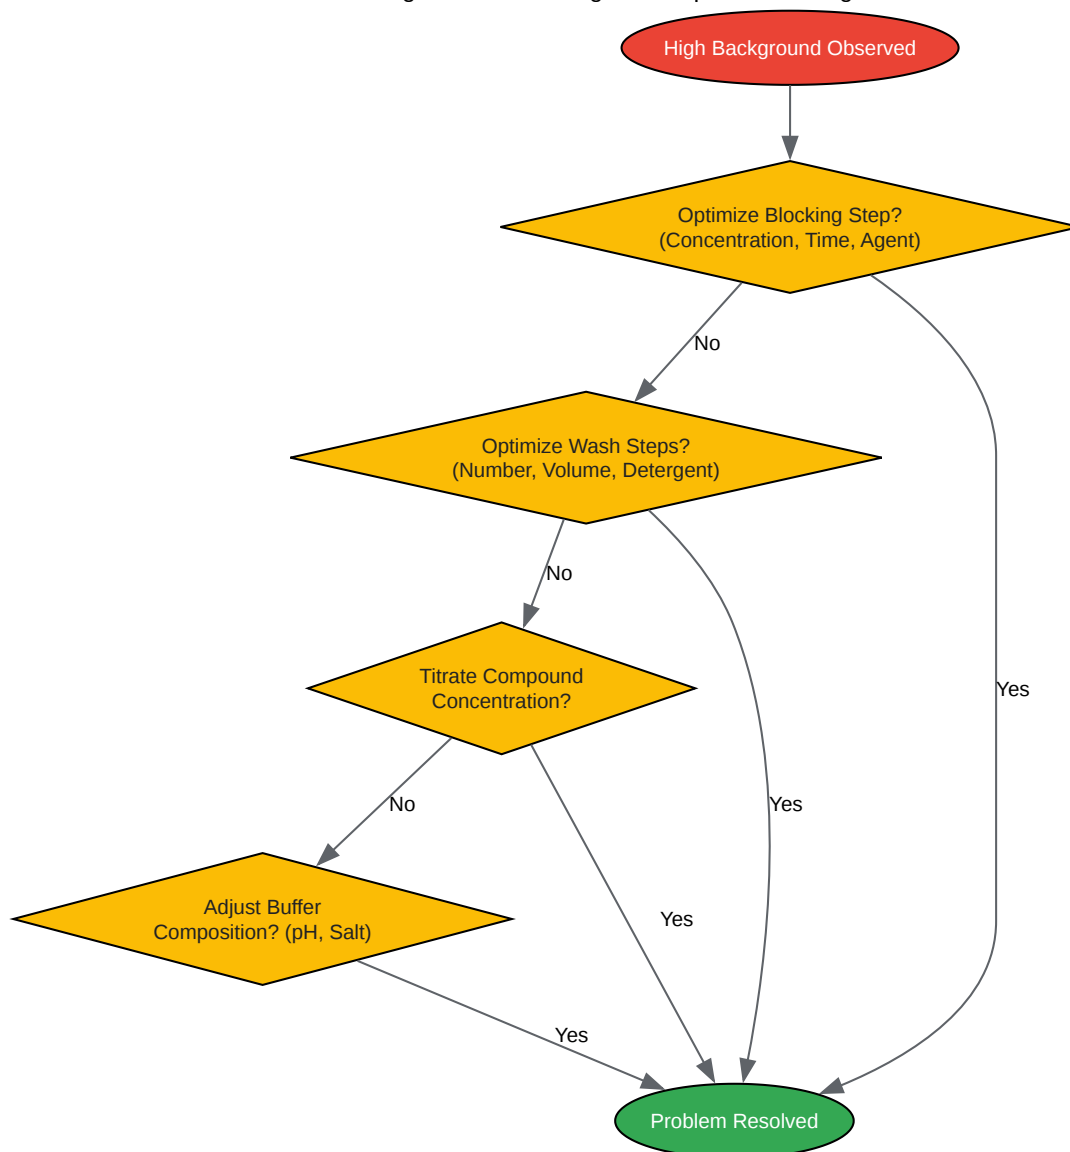 High Background Observed
Optimize Blocking Step?
(Concentration, Time, Agent)
No
Optimize Wash Steps?
(Number, Volume, Detergent)
No
Titrate Compound
Concentration?
Yes
No
Yes
Adjust Buffer
Composition? (pH, Salt)
Yes
Yes
Problem Resolved